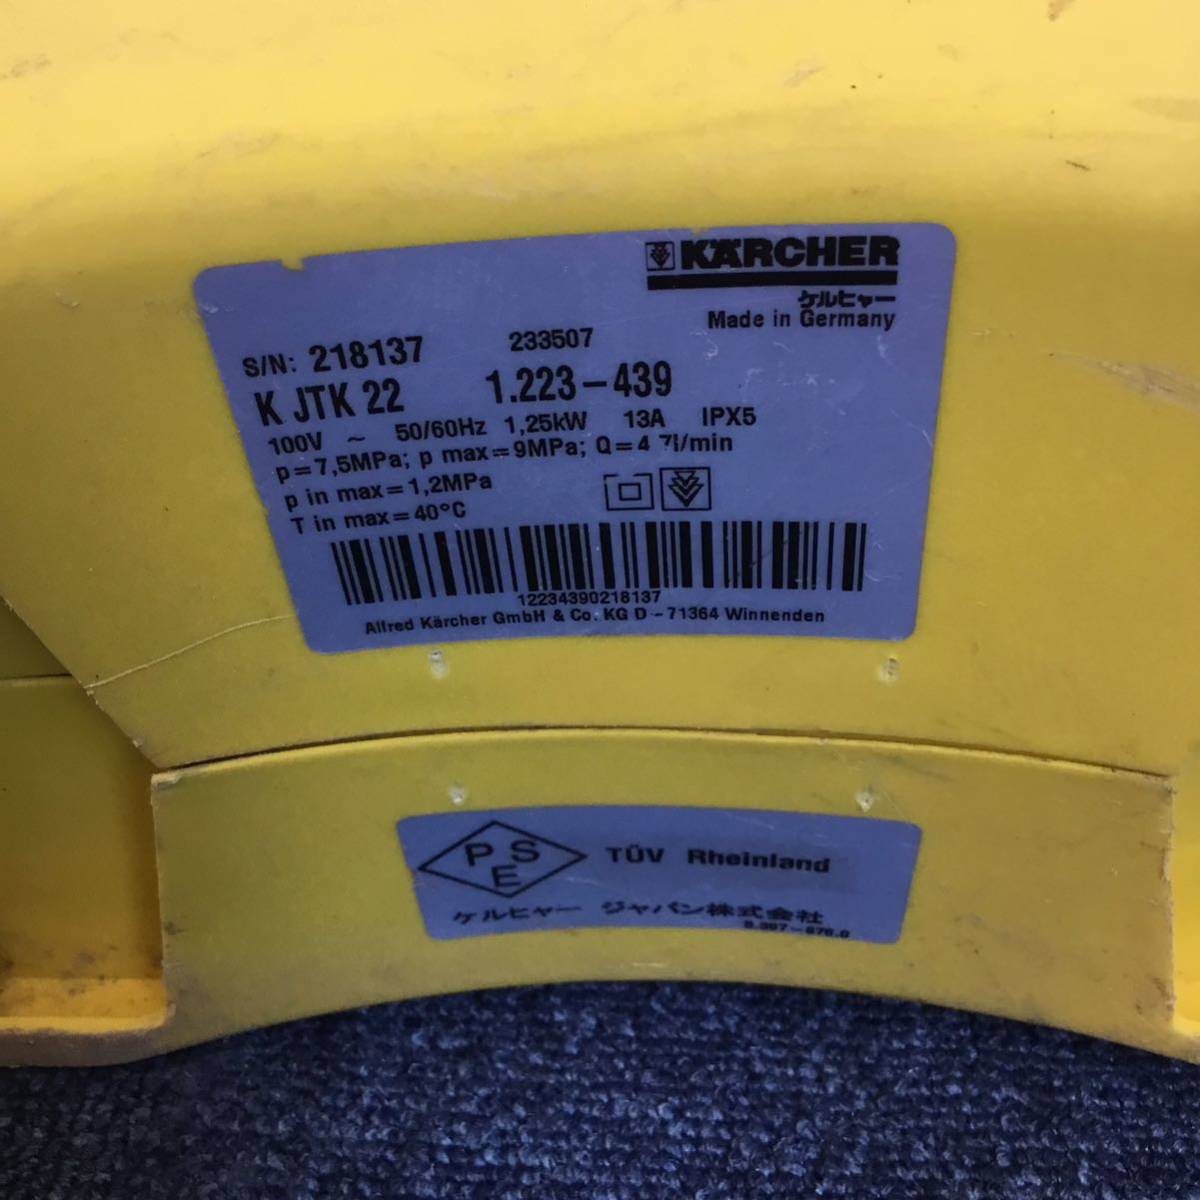 KÄRCHER
ケルヒャー
Made in Germany
S/N: 218137 233507
K JTK 22 1.223-439
100V ~ 50/60Hz 1,25kW 13A IPX5
p=7,5MPa; p max=9MPa; Q=4 7l/min
p in max=1,2MPa
T in max=40°C
12234390218137
Alfred Kärcher GmbH & Co. KG D-71364 Winnenden
PSE TÜV Rheinland
ケルヒャー ジャパン株式会社